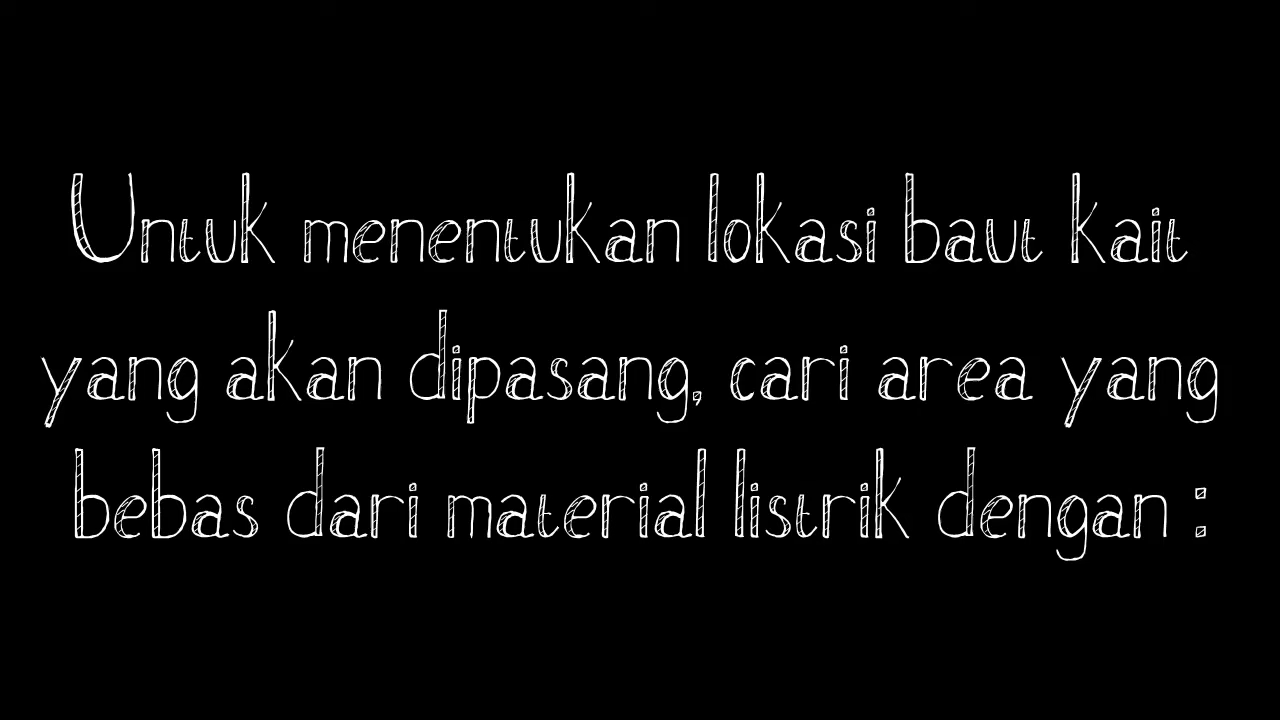 Untuk menentukan lokasi baut kait
yang akan dipasang, cari area yang
bebas dari material listrik dengan :